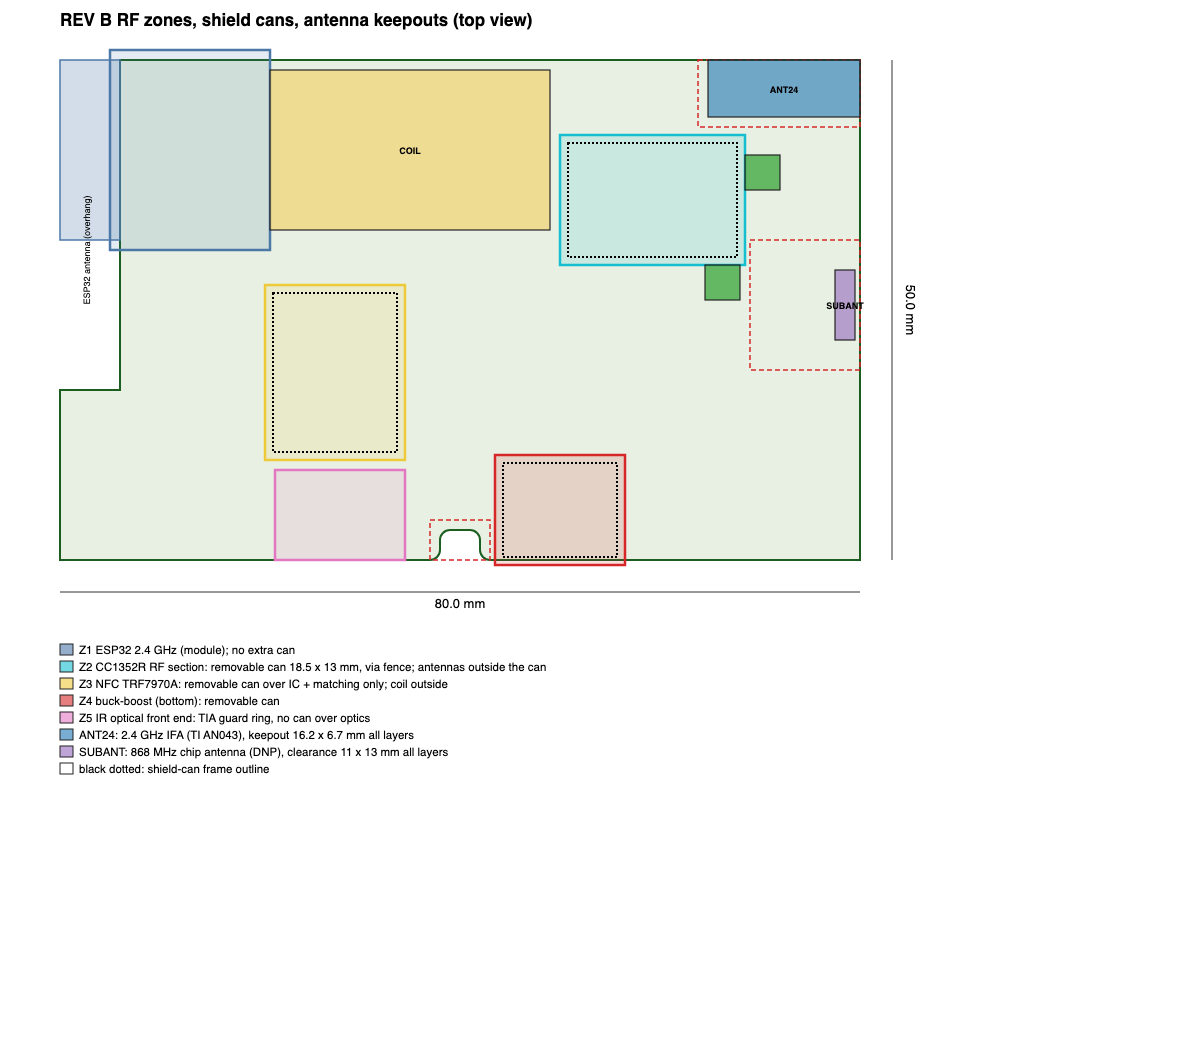 REV B RF zones, shield cans, antenna keepouts (top view)
ANT24
COIL
ESP32 antenna (overhang)
SUBANT
50.0 mm
80.0 mm
Z1 ESP32 2.4 GHz (module); no extra can
Z2 CC1352R RF section: removable can 18.5 x 13 mm, via fence; antennas outside the can
Z3 NFC TRF7970A: removable can over IC + matching only; coil outside
Z4 buck-boost (bottom): removable can
Z5 IR optical front end: TIA guard ring, no can over optics
ANT24: 2.4 GHz IFA (TI AN043), keepout 16.2 x 6.7 mm all layers
SUBANT: 868 MHz chip antenna (DNP), clearance 11 x 13 mm all layers
black dotted: shield-can frame outline